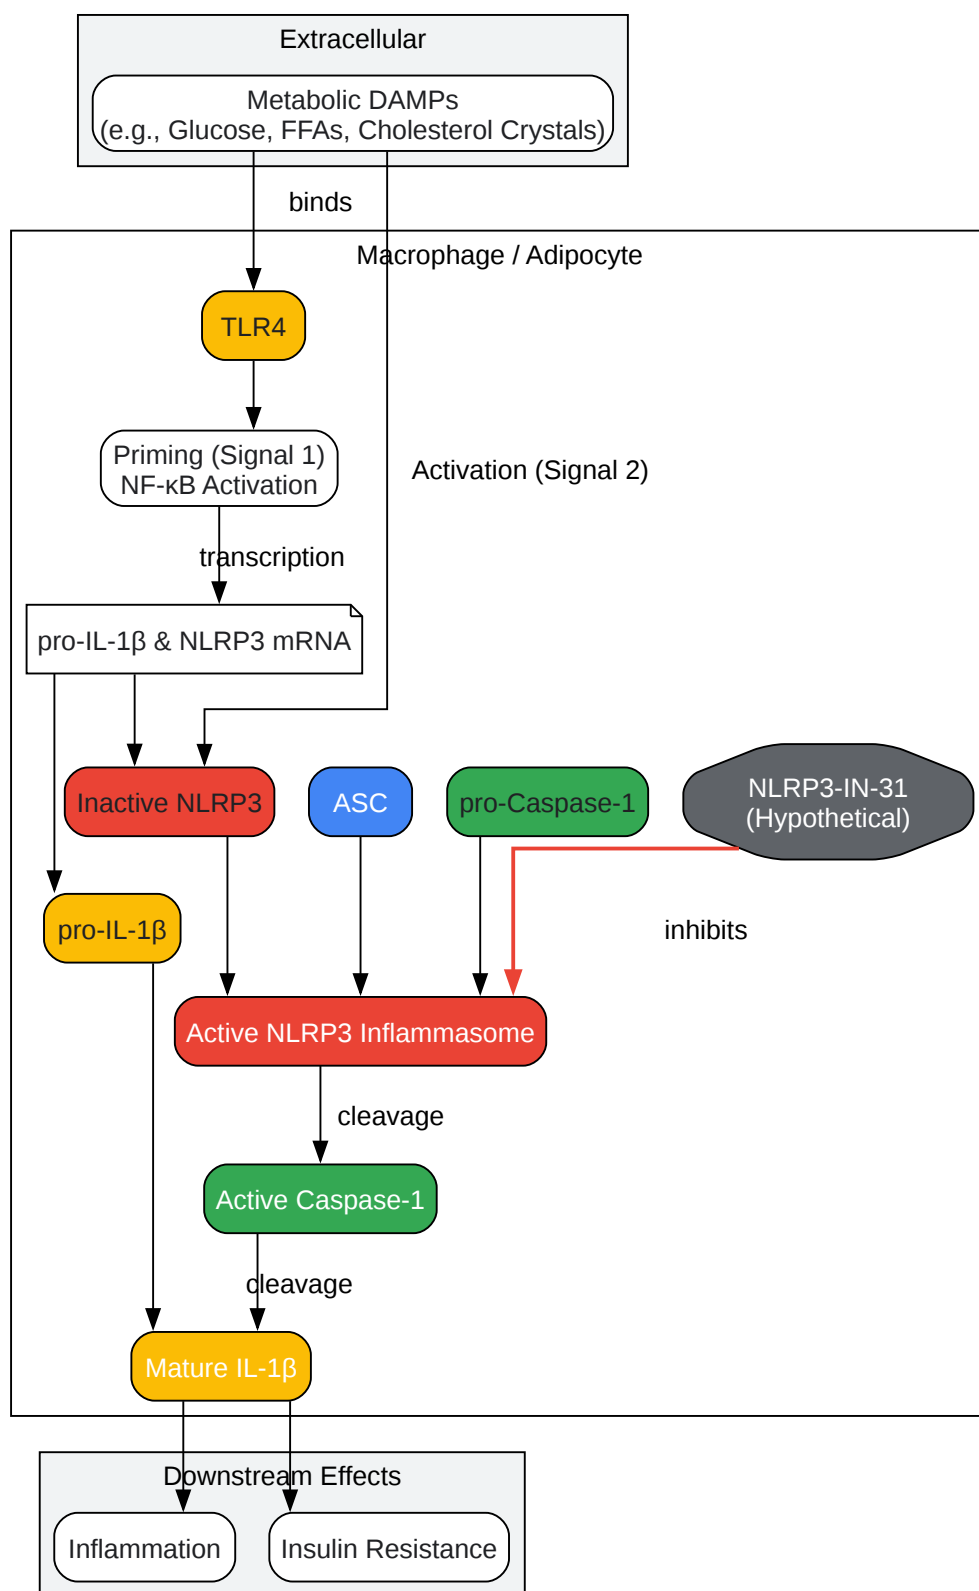 Extracellular
Metabolic DAMPs
(e.g., Glucose, FFAs, Cholesterol Crystals)
binds
Macrophage / Adipocyte
TLR4
Priming (Signal 1)
NF-κB Activation
Activation (Signal 2)
transcription
pro-IL-1β & NLRP3 mRNA
Inactive NLRP3
ASC
pro-Caspase-1
NLRP3-IN-31
(Hypothetical)
pro-IL-1β
inhibits
Active NLRP3 Inflammasome
cleavage
Active Caspase-1
cleavage
Mature IL-1β
Downstream Effects
Inflammation
Insulin Resistance